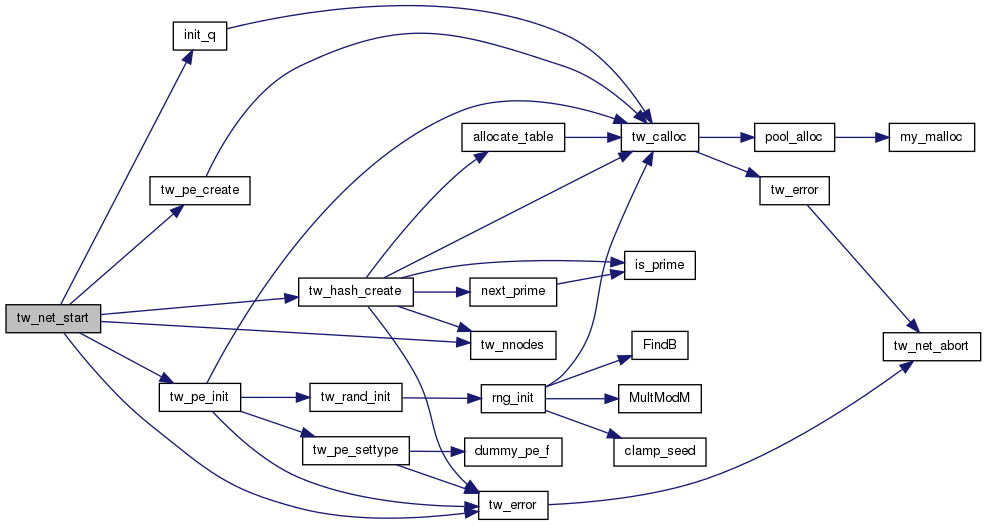 init_q
allocate_table
tw_calloc
pool_alloc
my_malloc
tw_pe_create
tw_error
is_prime
tw_hash_create
next_prime
tw_net_start
tw_nnodes
FindB
tw_net_abort
tw_pe_init
tw_rand_init
rng_init
MultModM
tw_pe_settype
dummy_pe_f
clamp_seed
tw_error